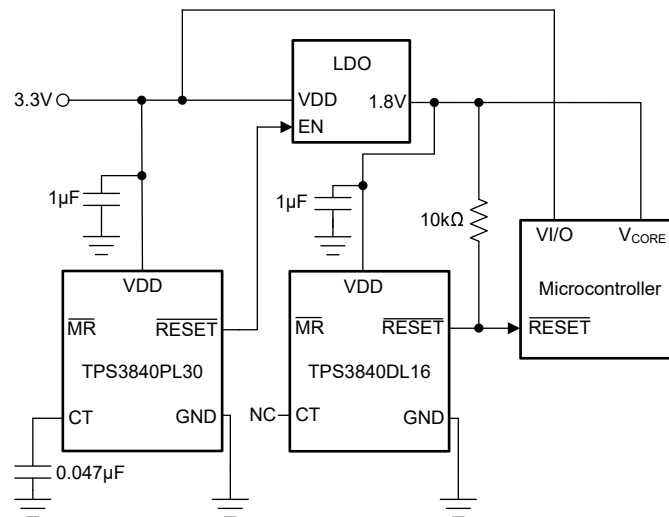 LDO
3.3V
VDD
1.8V
EN
1µF
1µF
10kΩ
VI/O
VCORE
VDD
VDD
Microcontroller
MR
RESET
MR
RESET
RESET
TPS3840PL30
TPS3840DL16
CT
GND
NC
CT
GND
0.047µF